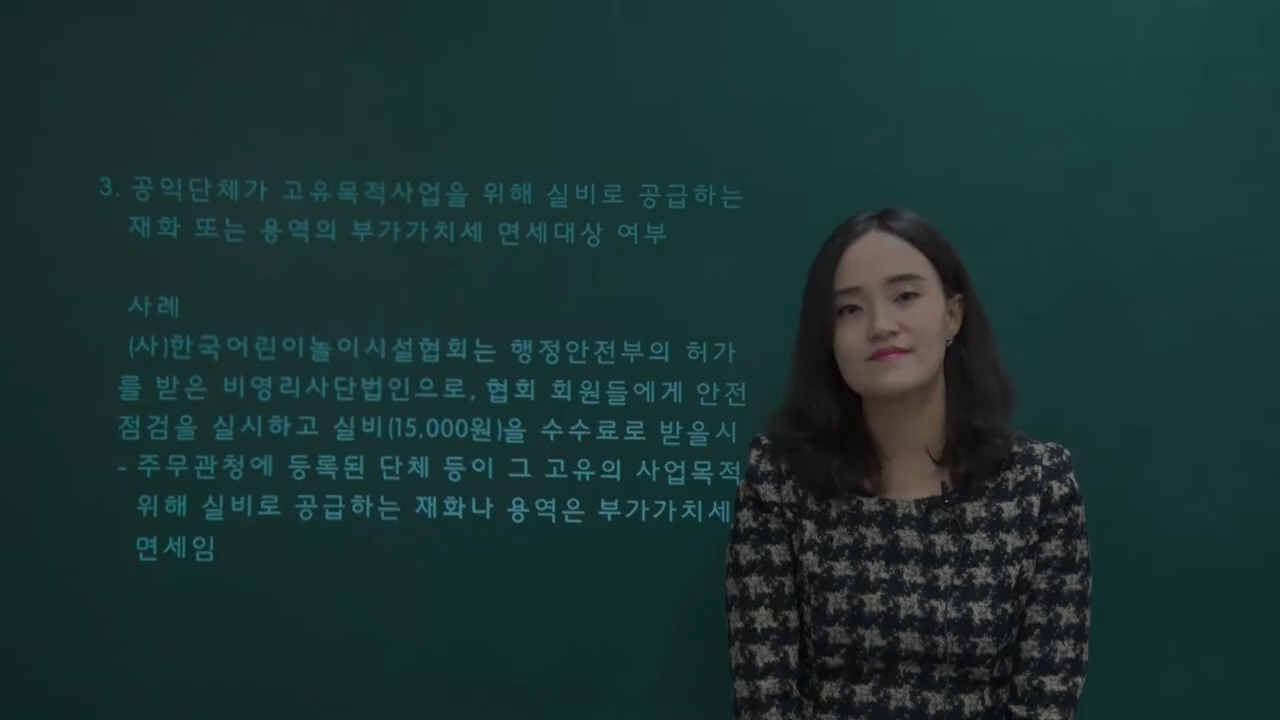 3. 공익단체가 고유목적사업을 위해 실비로 공급하는
재화 또는 용역의 부가가치세 면세대상 여부
사례
(사)한국어린이놀이시설협회는 행정안전부의 허가
를 받은 비영리사단법인으로, 협회 회원들에게 안전
점검을 실시하고 실비(15,000원)을 수수료로 받을시
- 주무관청에 등록된 단체 등이 그 고유의 사업목적
위해 실비로 공급하는 재화나 용역은 부가가치세
면세임